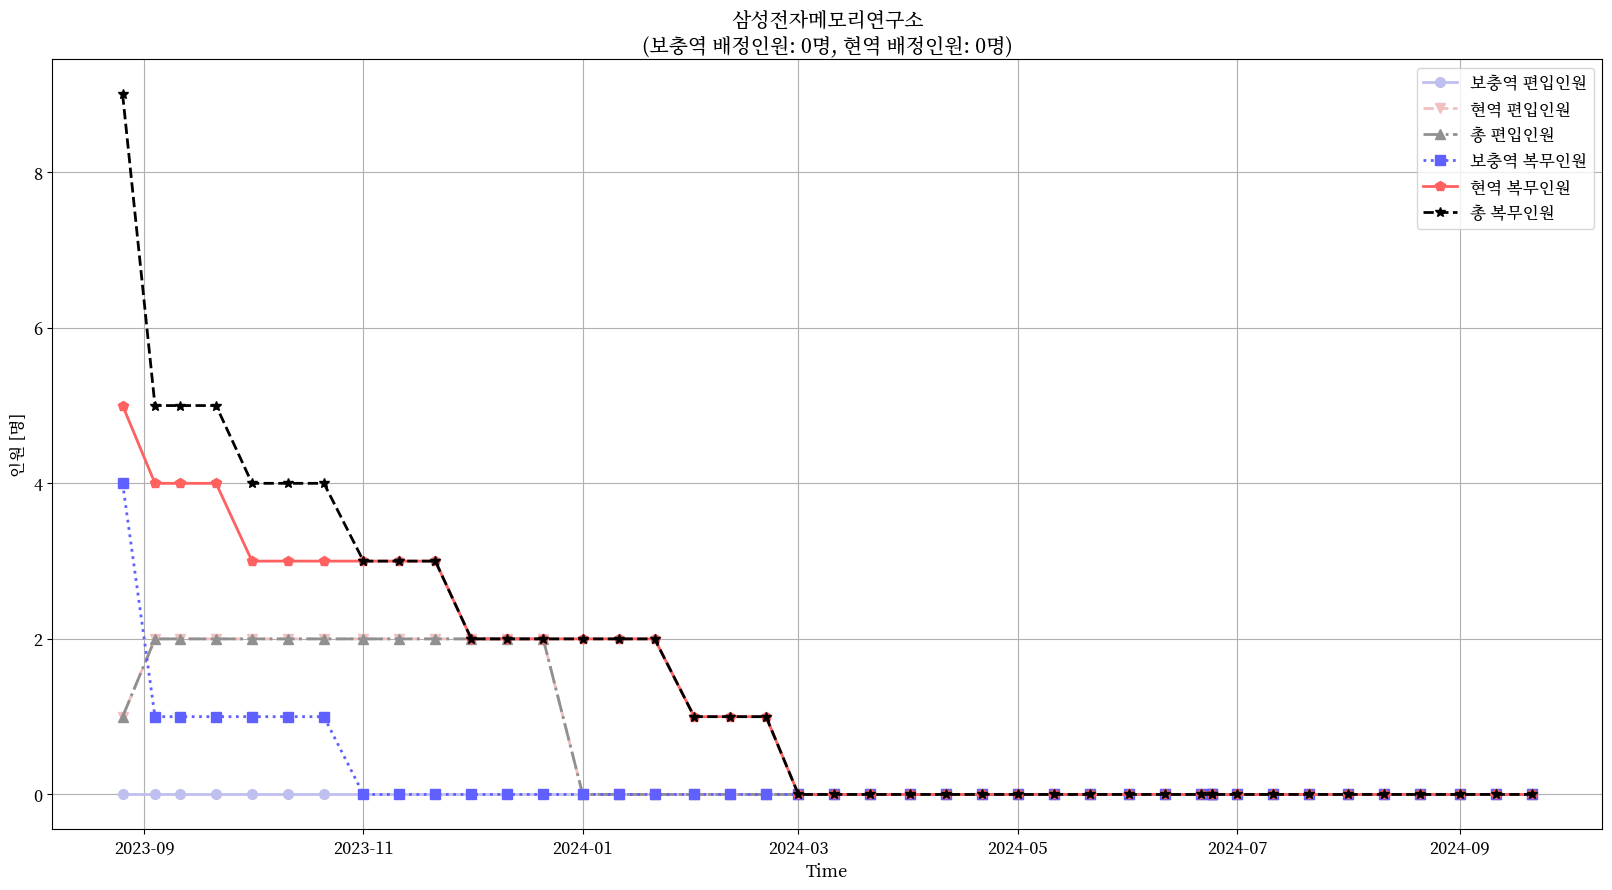 삼성전자메모리연구소
(보충역 배정인원: 0명, 현역 배정인원: 0명)
보충역 편입인원
현역 편입인원
총 편입인원
보충역 복무인원
현역 복무인원
총 복무인원
인원 [명]
8
6
4
2
0
2023-09
2023-11
2024-01
2024-03
2024-05
2024-07
2024-09
Time